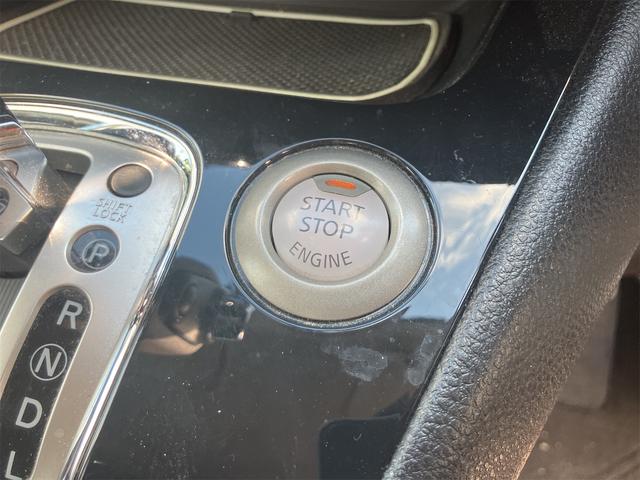 START
STOP
ENGINE
SHIFT
LOCK
P
R
N
D
L